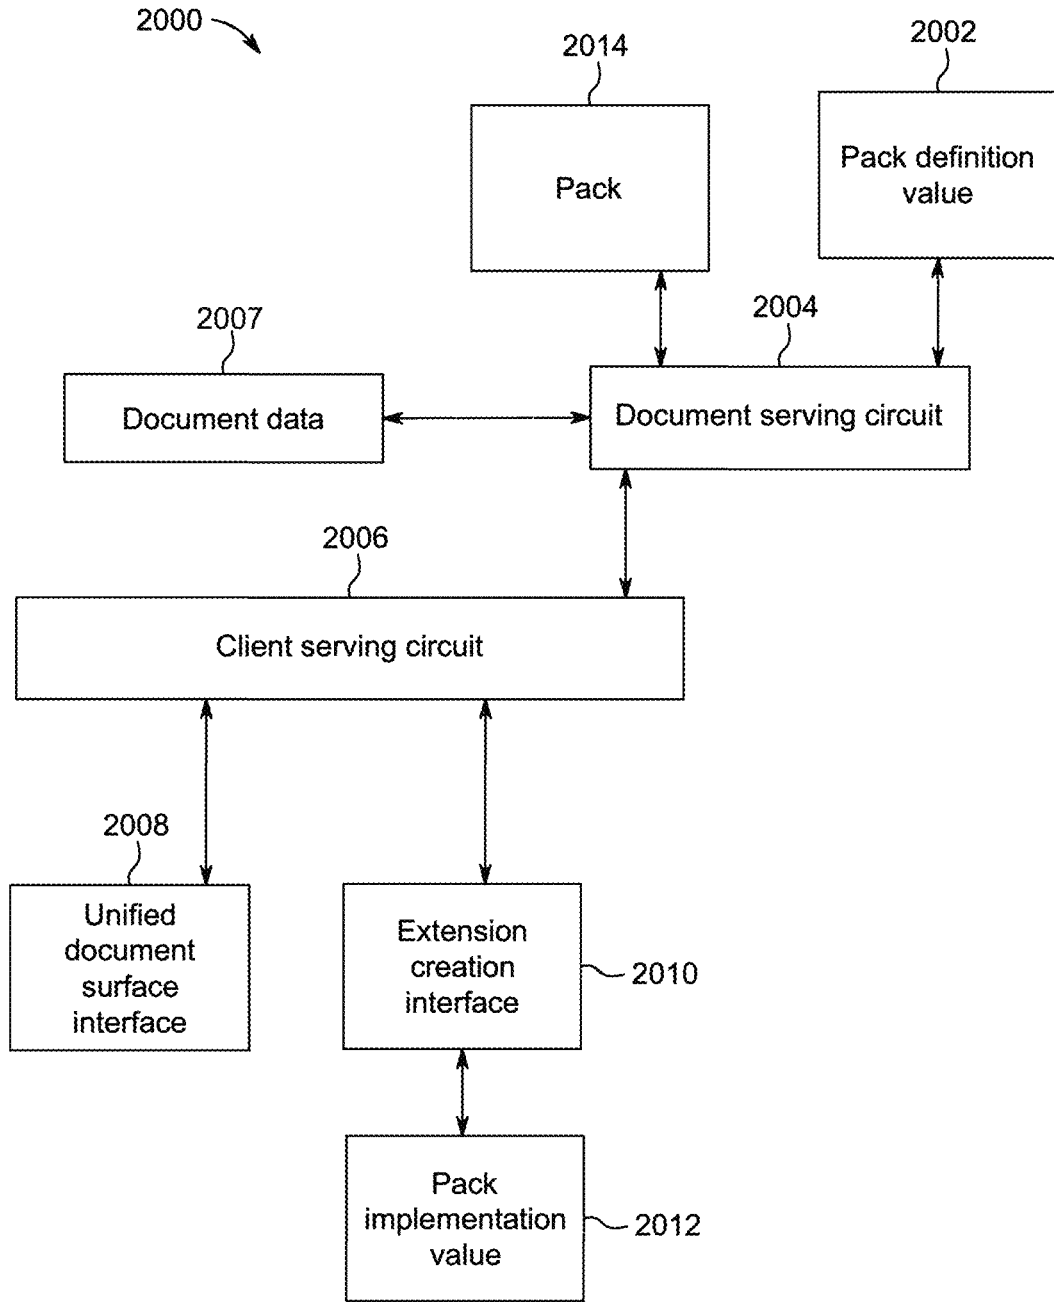 2000
2014
2002
Pack
Pack definition
value
2007
2004
Document data
Document serving circuit
2006
Client serving circuit
2008
Unified
document
surface
interface
Extension
creation
interface
2010
Pack
implementation
value
2012